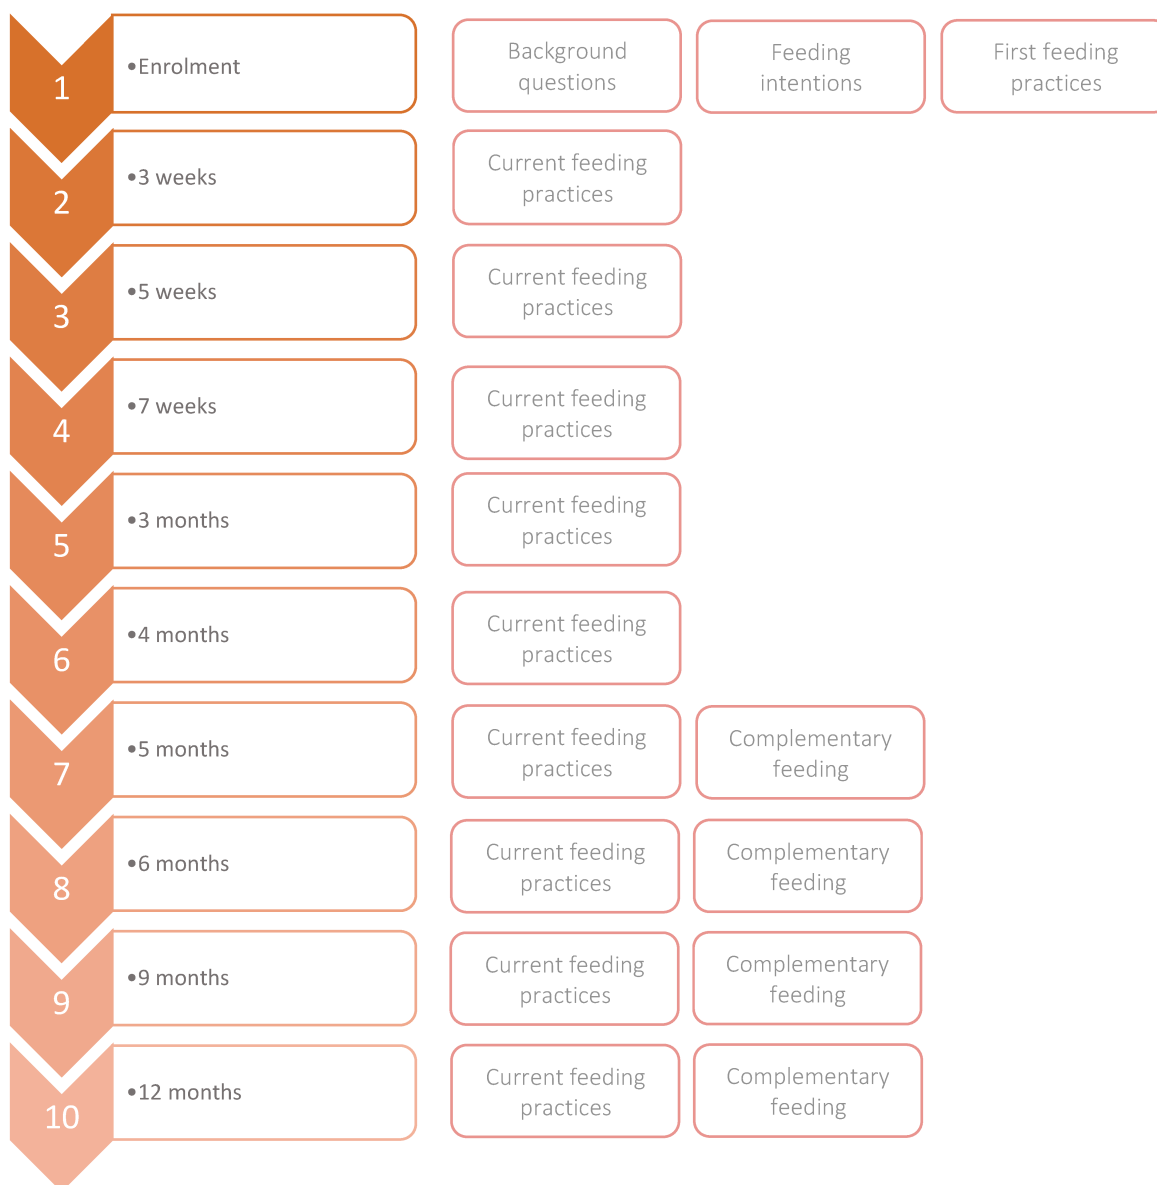 1
•Enrolment
Background
questions
Feeding
intentions
First feeding
practices
2
•3 weeks
Current feeding
practices
3
•5 weeks
Current feeding
practices
4
•7 weeks
Current feeding
practices
5
•3 months
Current feeding
practices
6
•4 months
Current feeding
practices
7
•5 months
Current feeding
practices
Complementary
feeding
8
•6 months
Current feeding
practices
Complementary
feeding
9
•9 months
Current feeding
practices
Complementary
feeding
10
•12 months
Current feeding
practices
Complementary
feeding